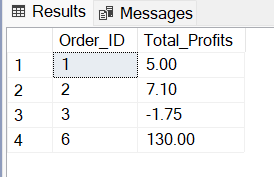 Results Messages
Order_ID Total_Profits
1 1 5.00
2 2 7.10
3 3 -1.75
4 6 130.00